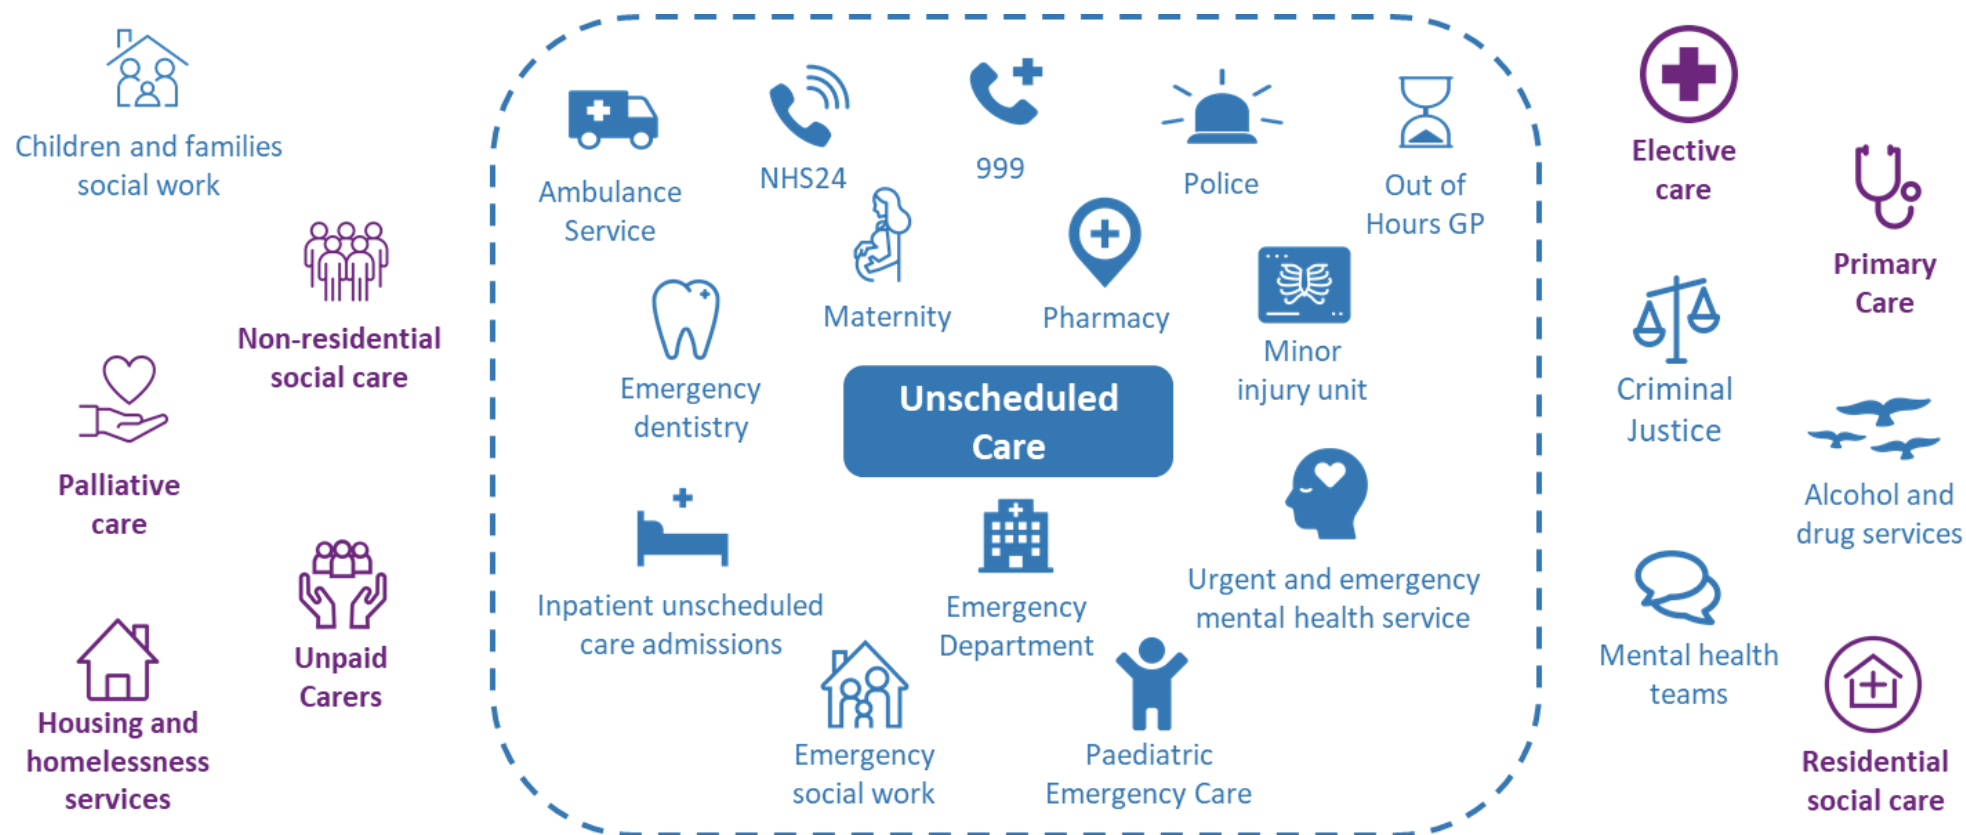 Children and families
social work
Non-residential
social care
Palliative
care
Unpaid
Carers
Housing and
homelessness
services
Ambulance
Service
NHS24
999
Police
Out of
Hours GP
Maternity
Pharmacy
Minor
injury unit
Emergency
dentistry
Unscheduled
Care
Inpatient unscheduled
care admissions
Emergency
Department
Urgent and emergency
mental health service
Emergency
social work
Paediatric
Emergency Care
Elective
care
Primary
Care
Criminal
Justice
Alcohol and
drug services
Mental health
teams
Residential
social care